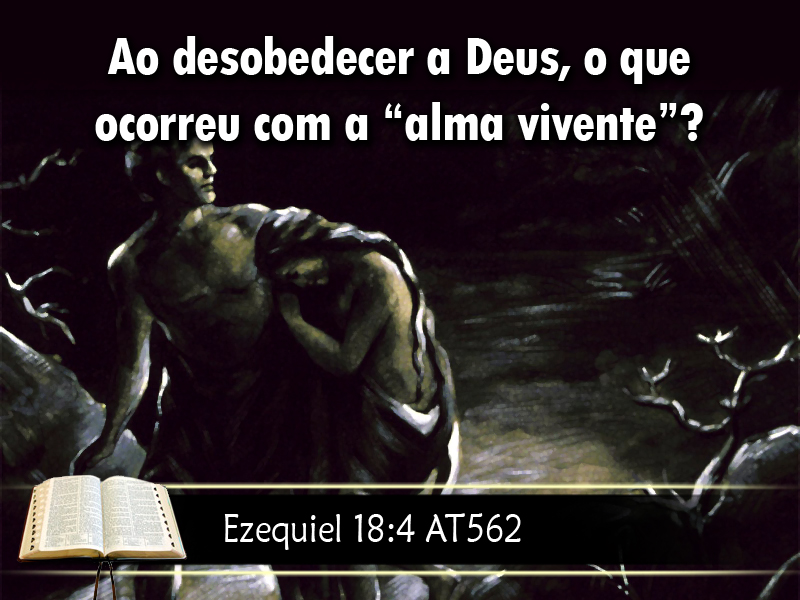 Ao desobedecer a Deus, o que
ocorreu com a “alma vivente”?
Ezequiel 18:4 AT562